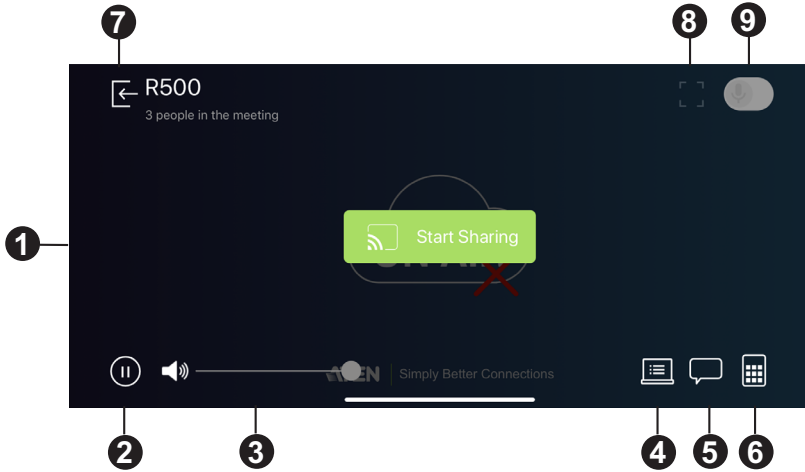 7
8
9
R500
3 people in the meeting
Start Sharing
1
Simply Better Connections
2
3
4
5
6